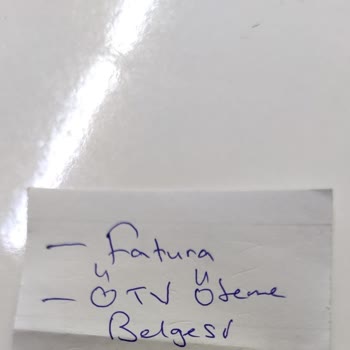 - Fatura
- ÖTV Ödeme
Belgesi